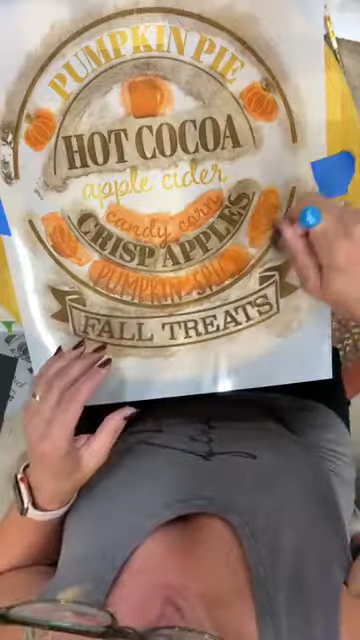 PUMPKIN PIE
HOT COCOA
apple cider
candy corn
CRISP APPLES
PUMPKIN SPICE
FALL TREATS